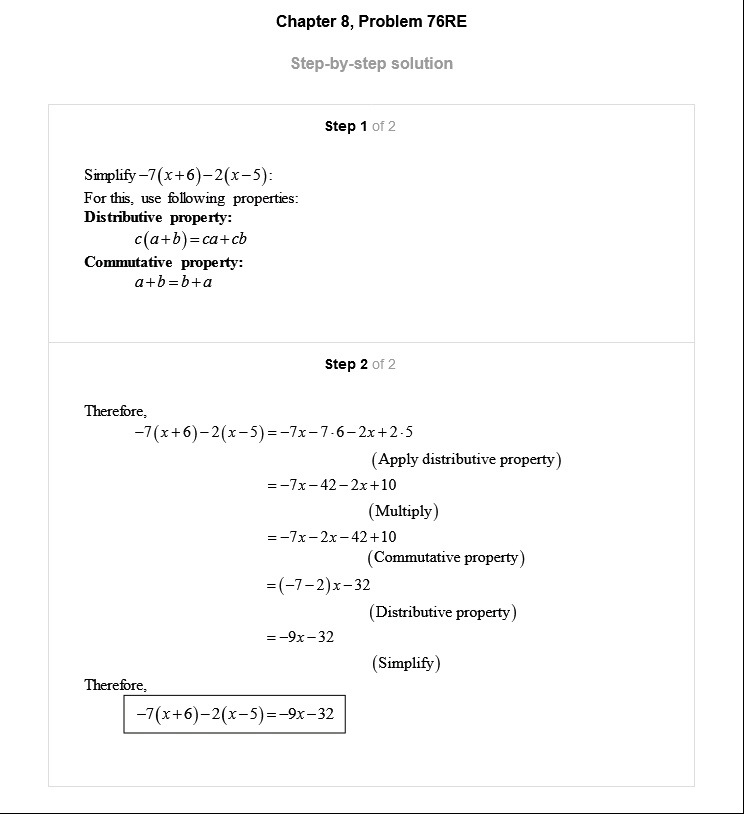 Chapter 8, Problem 76RE
Step-by-step solution
Step 1 of 2
Simplify −7(x+6)−2(x−5):
For this, use following properties:
Distributive property:
c(a+b)=ca+cb
Commutative property:
a+b=b+a
Step 2 of 2
Therefore,
−7(x+6)−2(x−5)=−7x−7·6−2x+2·5
(Apply distributive property)
=−7x−42−2x+10
(Multiply)
=−7x−2x−42+10
(Commutative property)
=(−7−2)x−32
(Distributive property)
=−9x−32
(Simplify)
Therefore,
−7(x+6)−2(x−5)=−9x−32